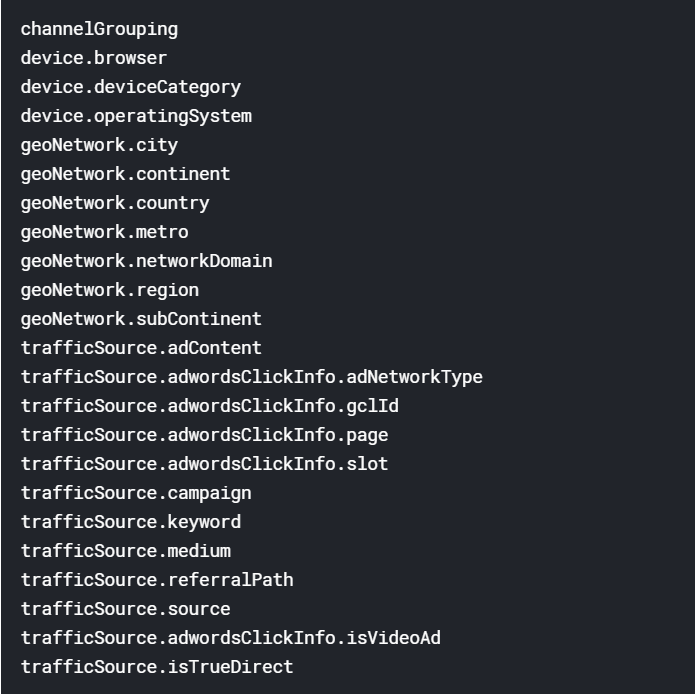 channelGrouping
device.browser
device.deviceCategory
device.operatingSystem
geoNetwork.city
geoNetwork.continent
geoNetwork.country
geoNetwork.metro
geoNetwork.networkDomain
geoNetwork.region
geoNetwork.subContinent
trafficSource.adContent
trafficSource.adwordsClickInfo.adNetworkType
trafficSource.adwordsClickInfo.gclId
trafficSource.adwordsClickInfo.page
trafficSource.adwordsClickInfo.slot
trafficSource.campaign
trafficSource.keyword
trafficSource.medium
trafficSource.referralPath
trafficSource.source
trafficSource.adwordsClickInfo.isVideoAd
trafficSource.isTrueDirect